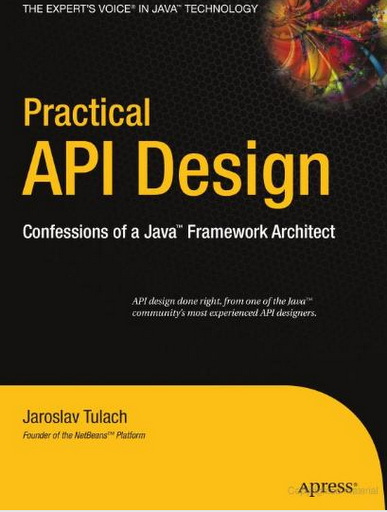 THE EXPERT'S VOICE® IN JAVA™ TECHNOLOGY
Practical
API Design
Confessions of a Java™ Framework Architect
API design done right, from one of the Java™
community's most experienced API designers.
Jaroslav Tulach
Founder of the NetBeans™ Platform
Apress®